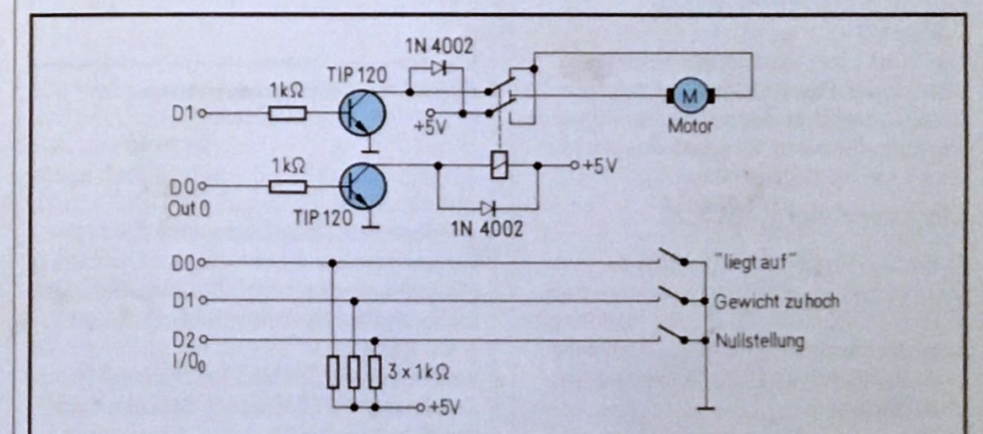 1N 4002
TIP 120
1kΩ
D1
+5V
M
Motor
1kΩ
+5V
D0
Out 0
TIP 120
1N 4002
D0
"liegt auf"
D1
Gewicht zu hoch
D2
Nullstellung
I/O₀
3 x 1kΩ
+5V